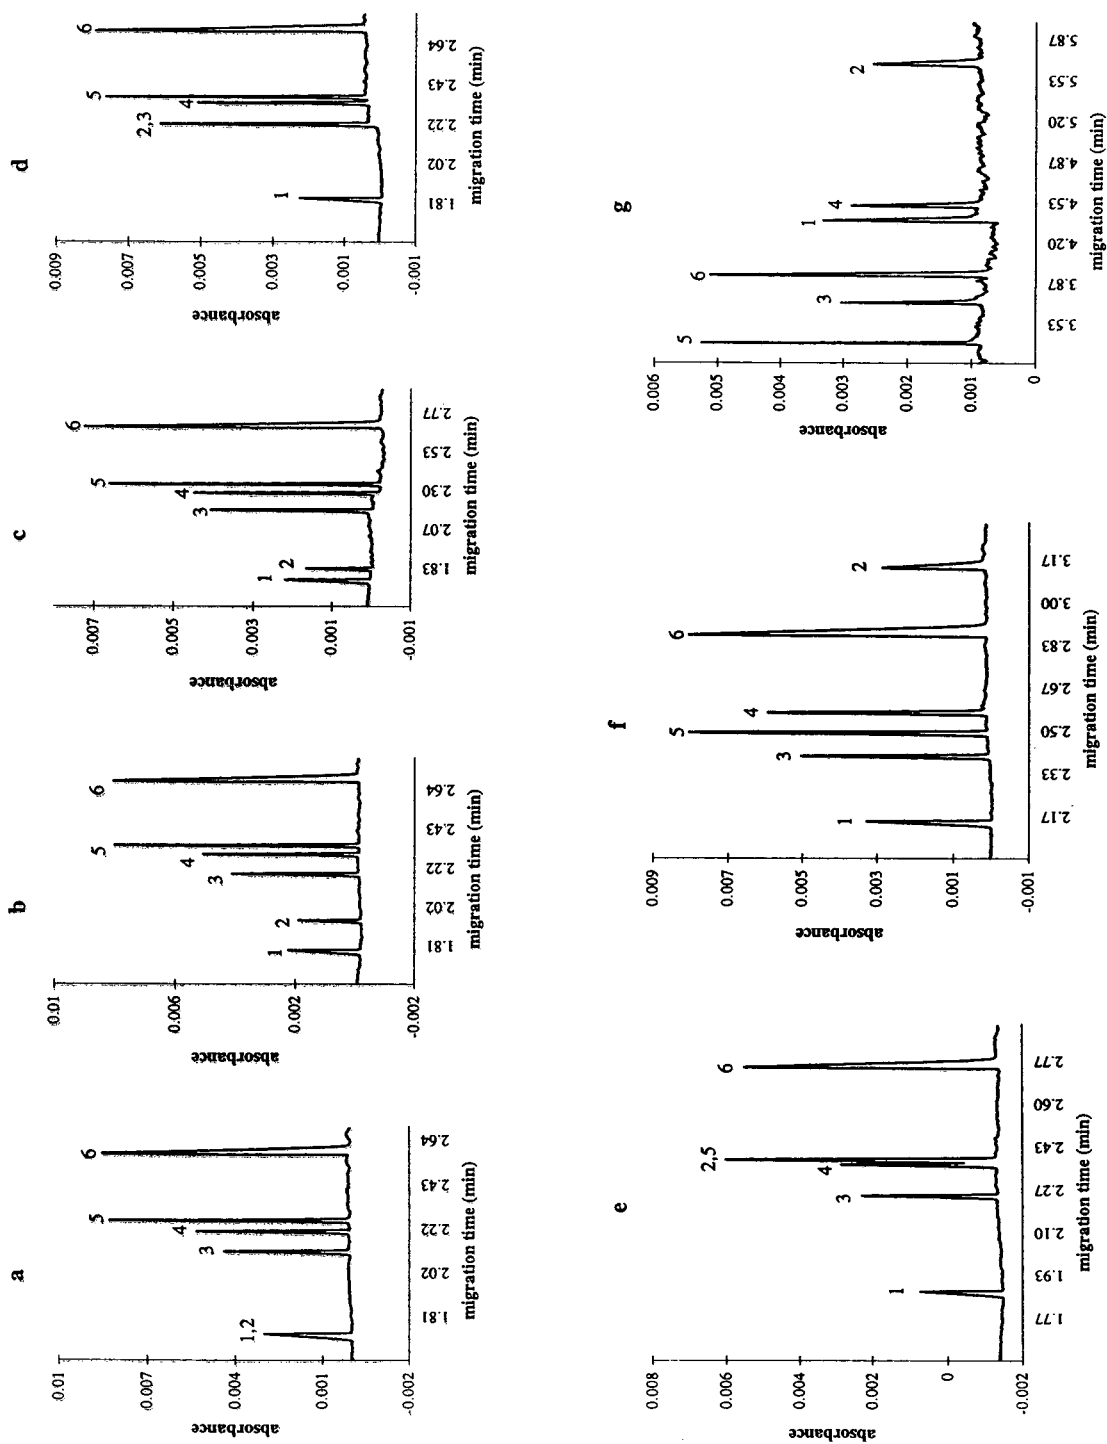 a
0.01
0.007
0.004
0.001
-0.002
absorbance
1,2
3
4
5
6
1.81 2.02 2.22 2.43 2.64
migration time (min)
b
0.01
0.006
0.002
-0.002
absorbance
1
2
3
4
5
6
1.81 2.02 2.22 2.43 2.64
migration time (min)
c
0.007
0.005
0.003
0.001
-0.001
absorbance
1
2
3
4
5
6
1.83 2.07 2.30 2.53 2.77
migration time (min)
d
0.009
0.007
0.005
0.003
0.001
-0.001
absorbance
1
2,3
4
5
6
1.81 2.02 2.22 2.43 2.64
migration time (min)
e
0.008
0.006
0.004
0.002
0
-0.002
absorbance
1
3
4
2,5
6
1.77 1.93 2.10 2.27 2.43 2.60 2.77
migration time (min)
f
0.009
0.007
0.005
0.003
0.001
-0.001
absorbance
1
3
5
4
6
2
2.17 2.33 2.50 2.67 2.83 3.00 3.17
migration time (min)
g
0.006
0.005
0.004
0.003
0.002
0.001
0
absorbance
5
3
6
1
4
2
3.53 3.87 4.20 4.53 4.87 5.20 5.53 5.87
migration time (min)